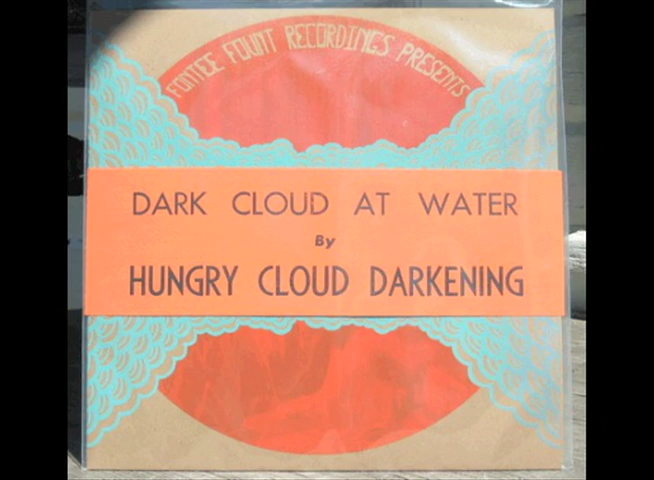 FONTEE FOUNT RECORDINGS PRESENTS
DARK CLOUD AT WATER
By
HUNGRY CLOUD DARKENING